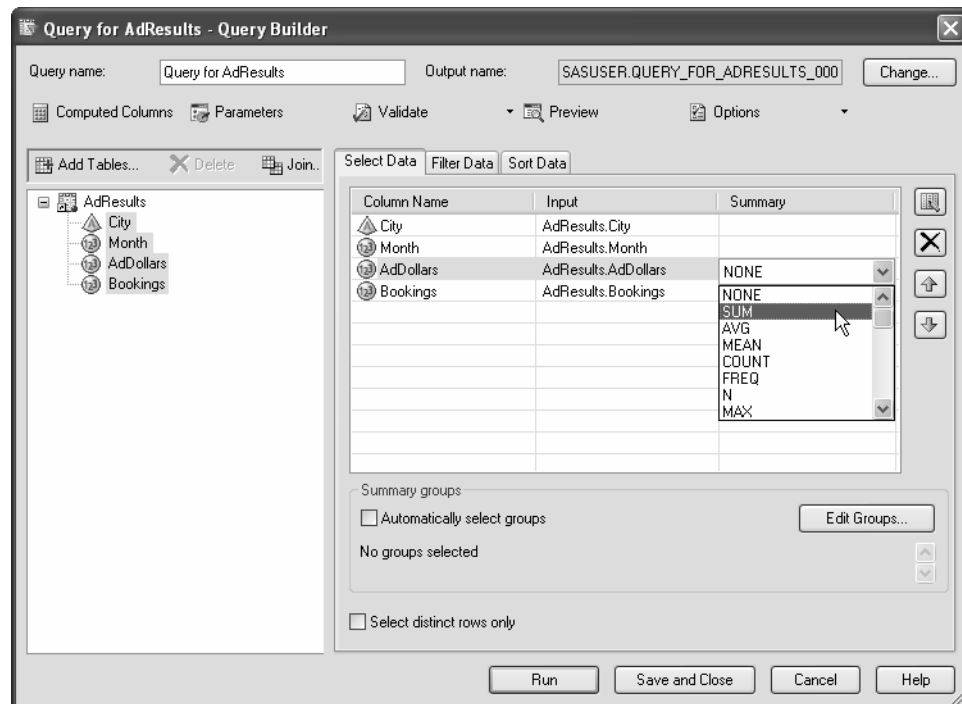 Query for AdResults - Query Builder
Query name: Query for AdResults Output name: SASUSER.QUERY_FOR_ADRESULTS_000 Change...
Computed Columns Parameters Validate Preview Options
Add Tables... Delete Join..
Select Data Filter Data Sort Data
AdResults
City
Month
AdDollars
Bookings
Column Name Input Summary
City AdResults.City
Month AdResults.Month
AdDollars AdResults.AdDollars NONE
Bookings AdResults.Bookings
NONE
SUM
AVG
MEAN
COUNT
FREQ
N
MAX
Summary groups
Automatically select groups Edit Groups...
No groups selected
Select distinct rows only
Run Save and Close Cancel Help